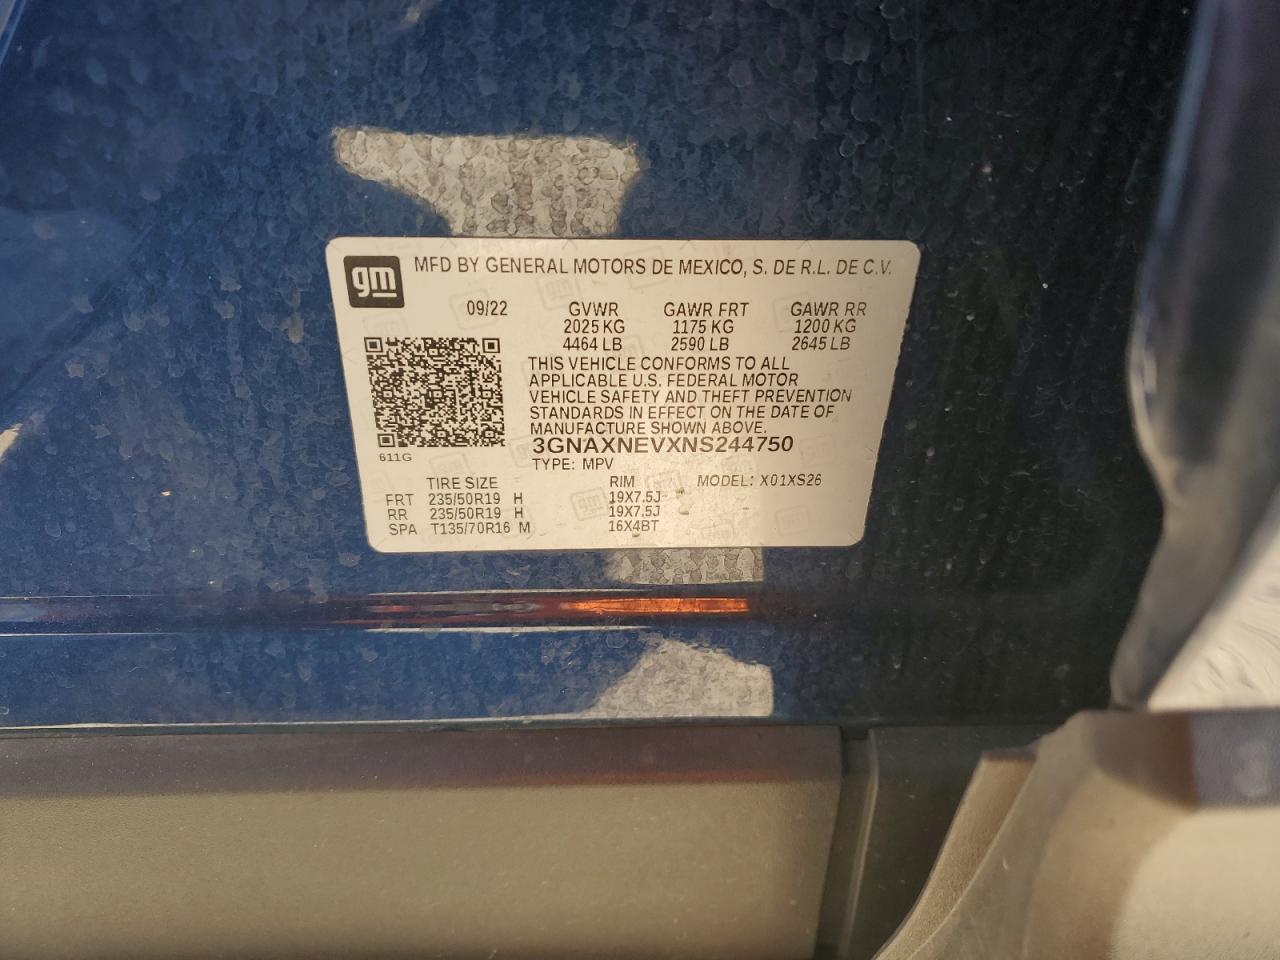 gm
MFD BY GENERAL MOTORS DE MEXICO, S. DE R.L. DE C.V.
09/22 GVWR GAWR FRT GAWR RR
2025 KG 1175 KG 1200 KG
4464 LB 2590 LB 2645 LB
THIS VEHICLE CONFORMS TO ALL
APPLICABLE U.S. FEDERAL MOTOR
VEHICLE SAFETY AND THEFT PREVENTION
STANDARDS IN EFFECT ON THE DATE OF
MANUFACTURE SHOWN ABOVE.
3GNAXNEVXNS244750
611G
TYPE: MPV
TIRE SIZE RIM MODEL: X01XS26
FRT 235/50R19 H 19X7.5J
RR 235/50R19 H 19X7.5J
SPA T135/70R16 M 16X4BT